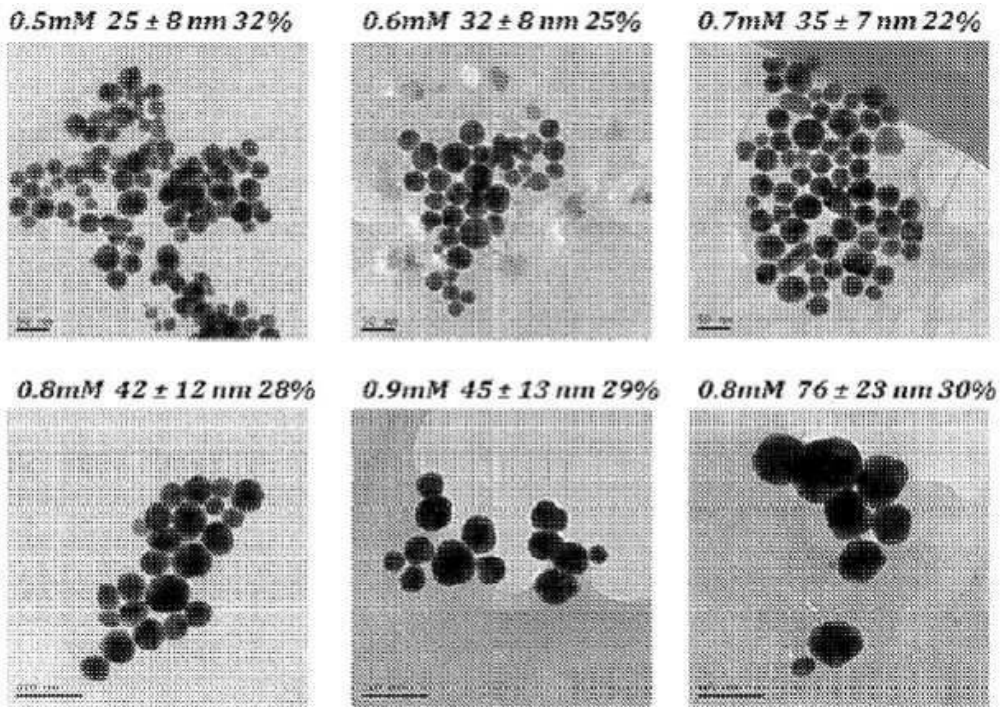 0.5mM 25 ± 8 nm 32%
0.6mM 32 ± 8 nm 25%
0.7mM 35 ± 7 nm 22%
0.8mM 42 ± 12 nm 28%
0.9mM 45 ± 13 nm 29%
0.8mM 76 ± 23 nm 30%